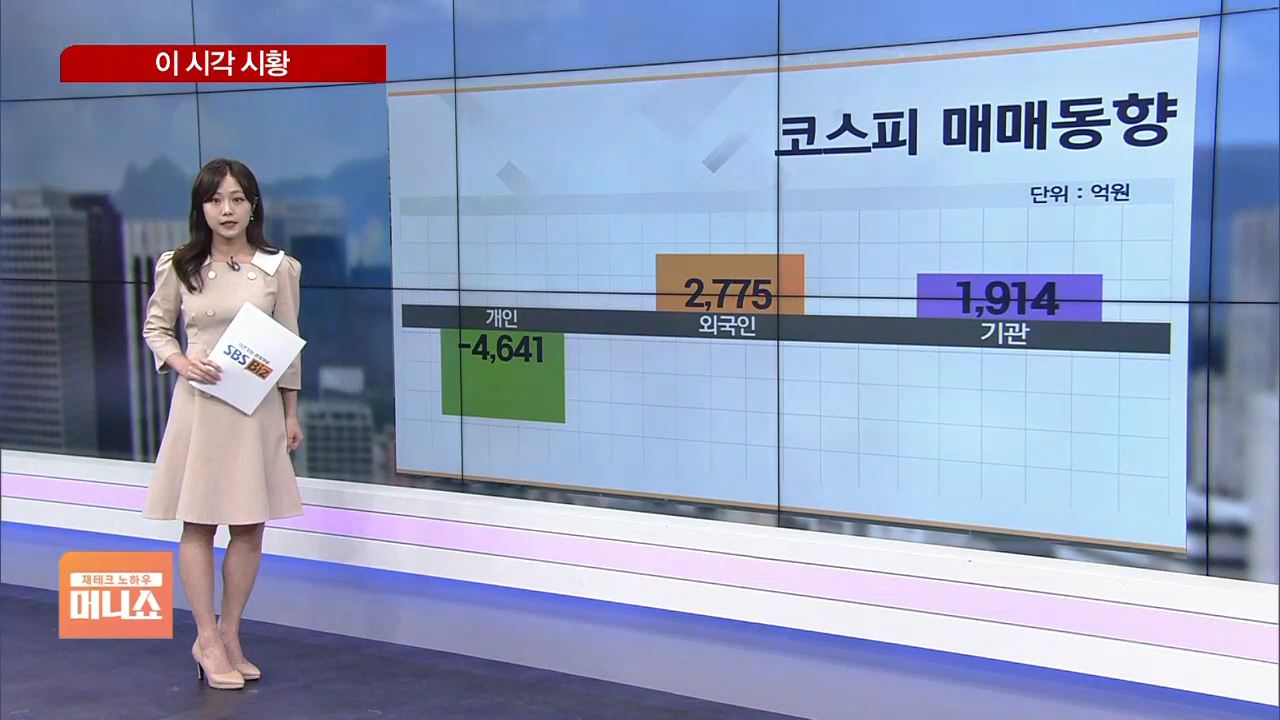 이 시각 시황
코스피 매매동향
단위 : 억원
2,775
1,914
개인
외국인
기관
-4,641
SBS Biz
재테크 노하우
머니쇼